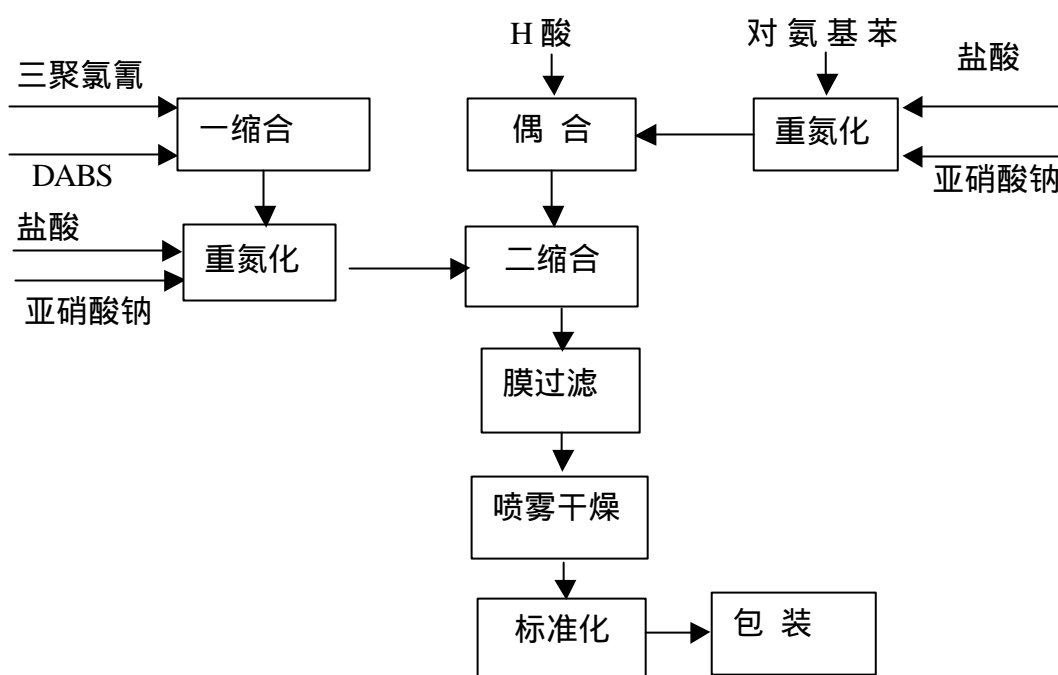 H 酸
对 氨 基 苯
三聚氯氰
盐酸
一缩合
偶 合
重氮化
DABS
亚硝酸钠
盐酸
重氮化
二缩合
亚硝酸钠
膜过滤
喷雾干燥
标准化
包 装